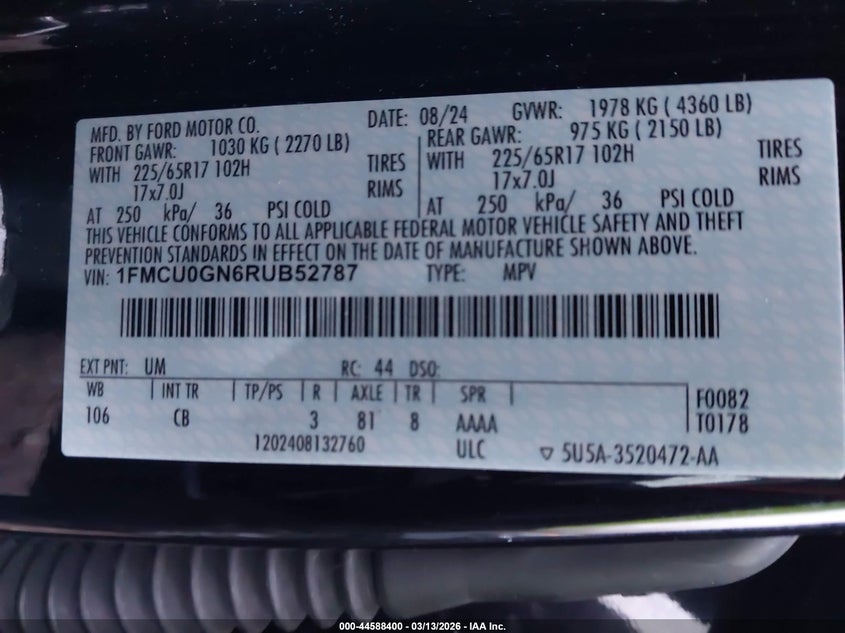 MFD. BY FORD MOTOR CO. DATE: 08/24 GVWR: 1978 KG ( 4360 LB)
FRONT GAWR: 1030 KG ( 2270 LB) REAR GAWR: 975 KG ( 2150 LB)
WITH 225/65R17 102H TIRES WITH 225/65R17 102H TIRES
17x7.0J RIMS 17x7.0J RIMS
AT 250 kPa/ 36 PSI COLD AT 250 kPa/ 36 PSI COLD
THIS VEHICLE CONFORMS TO ALL APPLICABLE FEDERAL MOTOR VEHICLE SAFETY AND THEFT
PREVENTION STANDARDS IN EFFECT ON THE DATE OF MANUFACTURE SHOWN ABOVE.
VIN: 1FMCU0GN6RUB52787 TYPE: MPV
EXT PNT: UM RC: 44 DSO:
WB | INT TR | TP/PS | R | AXLE | TR | SPR | F0082
106 CB 3 81 8 AAAA T0178
1202408132760 ULC ▽ 5U5A-3520472-AA
000-44588400 — 03/13/2026 — IAA Inc.